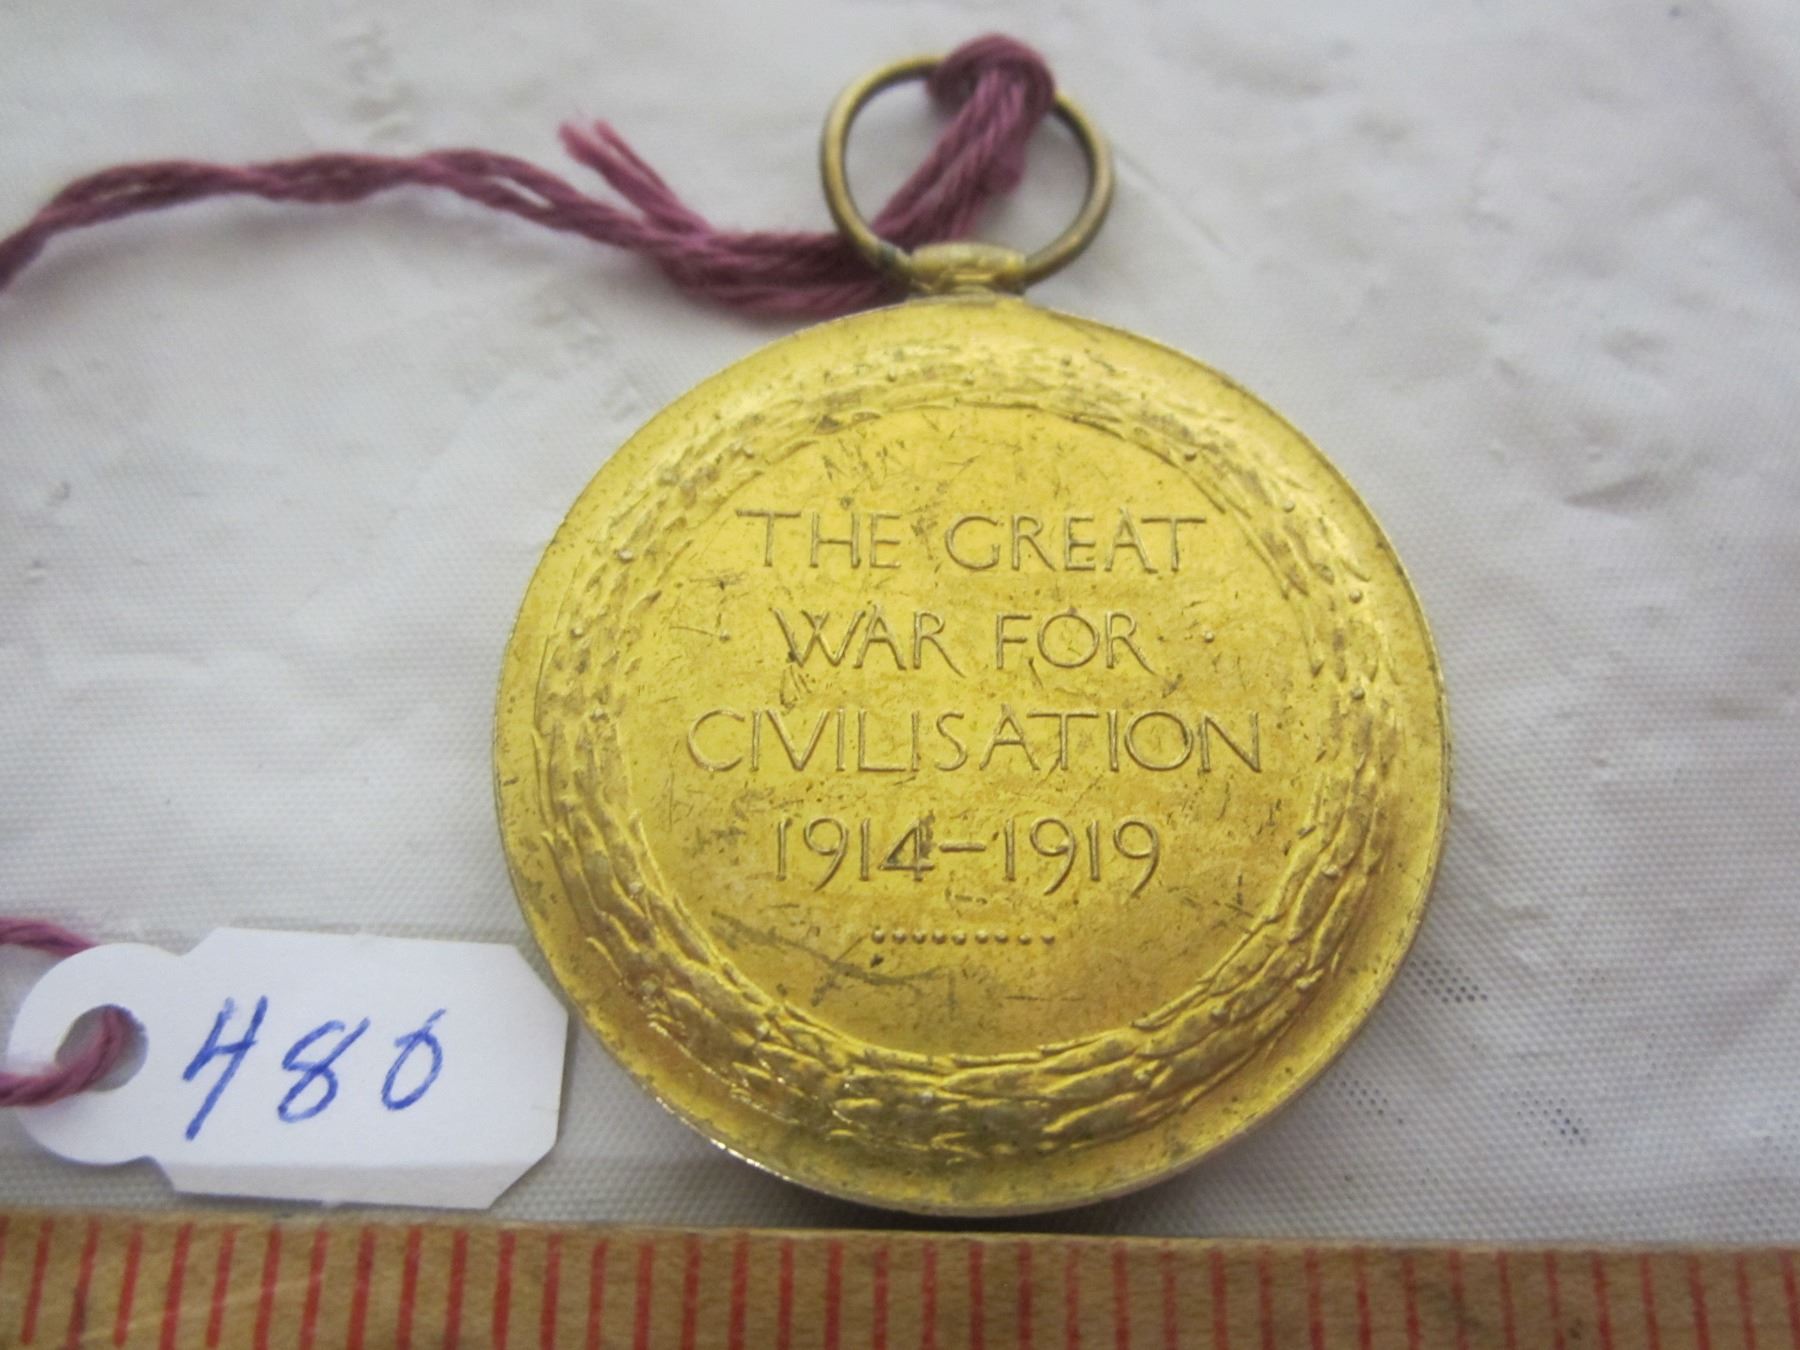 THE GREAT
WAR FOR
CIVILISATION
1914-1919
480